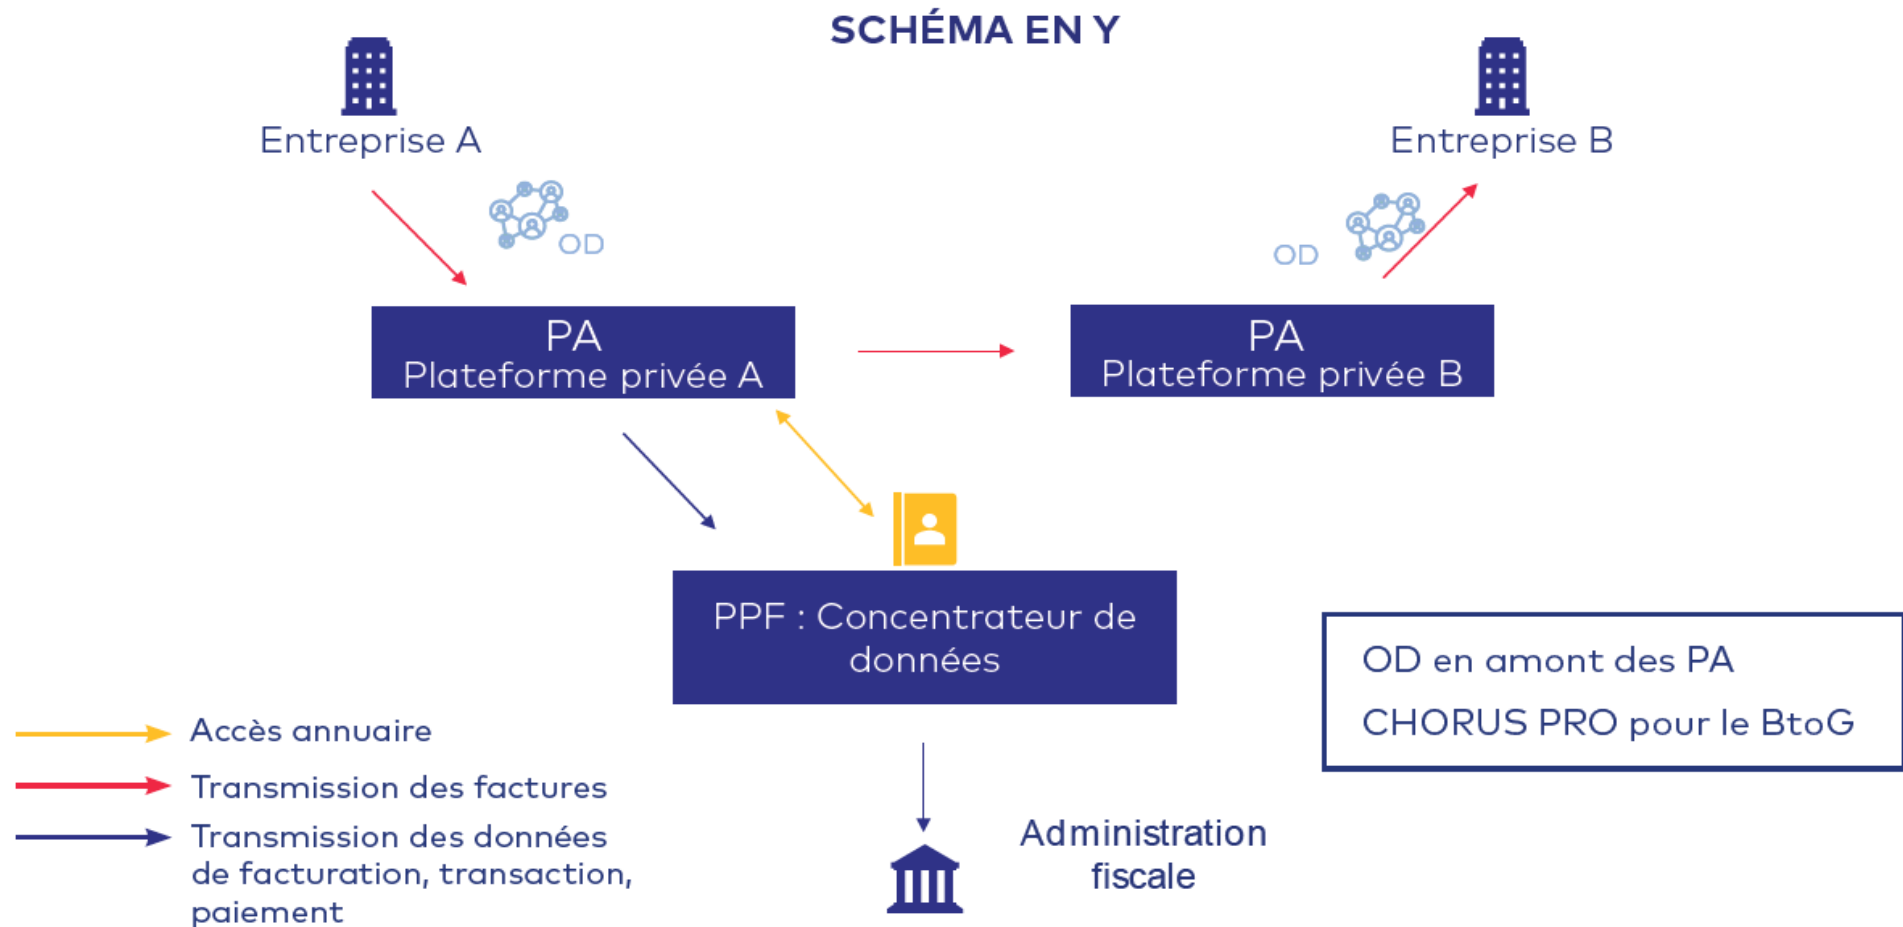 SCHÉMA EN Y
Entreprise A
Entreprise B
OD
OD
PA
Plateforme privée A
PA
Plateforme privée B
PPF : Concentrateur de
données
OD en amont des PA
CHORUS PRO pour le BtoG
Accès annuaire
Transmission des factures
Transmission des données
de facturation, transaction,
paiement
Administration
fiscale